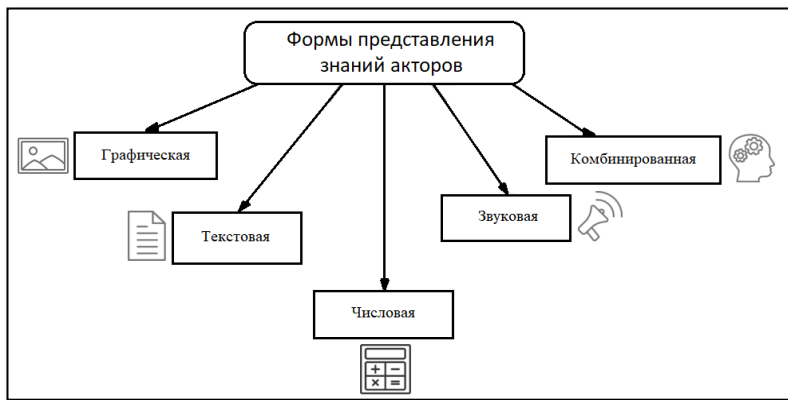 Формы представления
знаний акторов
Графическая
Комбинированная
Текстовая
Звуковая
Числовая